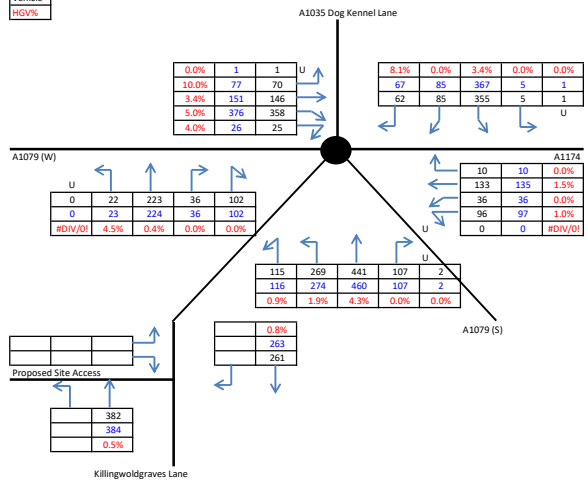 HGV%
A1035 Dog Kennel Lane
0.0% 1 1 U
10.0% 77 70
3.4% 151 146
5.0% 376 358
4.0% 26 25
8.1% 0.0% 3.4% 0.0% 0.0%
67 85 367 5 1
62 85 355 5 1
U
A1079 (W)
A1174
U
0 22 223 36 102
0 23 224 36 102
#DIV/0! 4.5% 0.4% 0.0% 0.0%
10 10 0.0%
133 135 1.5%
36 36 0.0%
96 97 1.0%
0 0 #DIV/0!
U
U
115 269 441 107 2
116 274 460 107 2
0.9% 1.9% 4.3% 0.0% 0.0%
A1079 (S)
0.8%
263
261
Proposed Site Access
382
384
0.5%
Killingwoldgraves Lane